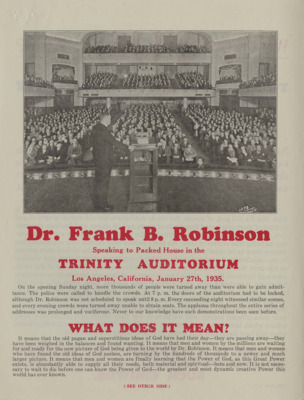 Dr. Frank B. Robinson
Speaking to Packed House in the
TRINITY AUDITORIUM
Los Angeles, California, January 27th, 1935.
On the opening Sunday night, more thousands of people were turned away than were able to gain admit-
tance. The police were called to handle the crowds. At 7 p. m. the doors of the auditorium had to be locked,
although Dr. Robinson was not scheduled to speak until 8 p. m. Every succeeding night witnessed similar scenes,
and every evening crowds were turned away unable to obtain seats. The applause throughout the entire series of
addresses was prolonged and vociferous. Never to our knowledge have such demonstrations been seen before.
WHAT DOES IT MEAN?
It means that the old pagan and superstitious ideas of God have had their day—they are passing away—they
have been weighed in the balances and found wanting. It means that men and women by the millions are waiting
for and ready for the new picture of God being given to the world by Dr. Robinson. It means that men and women
who have found the old ideas of God useless, are turning by the hundreds of thousands to a newer and much
larger picture. It means that men and women are finally learning that the Power of God, as this Great Power
exists, is abundantly able to supply all their needs, both material and spiritual—here and now. It is not neces-
sary to wait to die before one can know the Power of God—the greatest and most dynamic creative Power this
world has ever known.
( SEE OTHER SIDE )